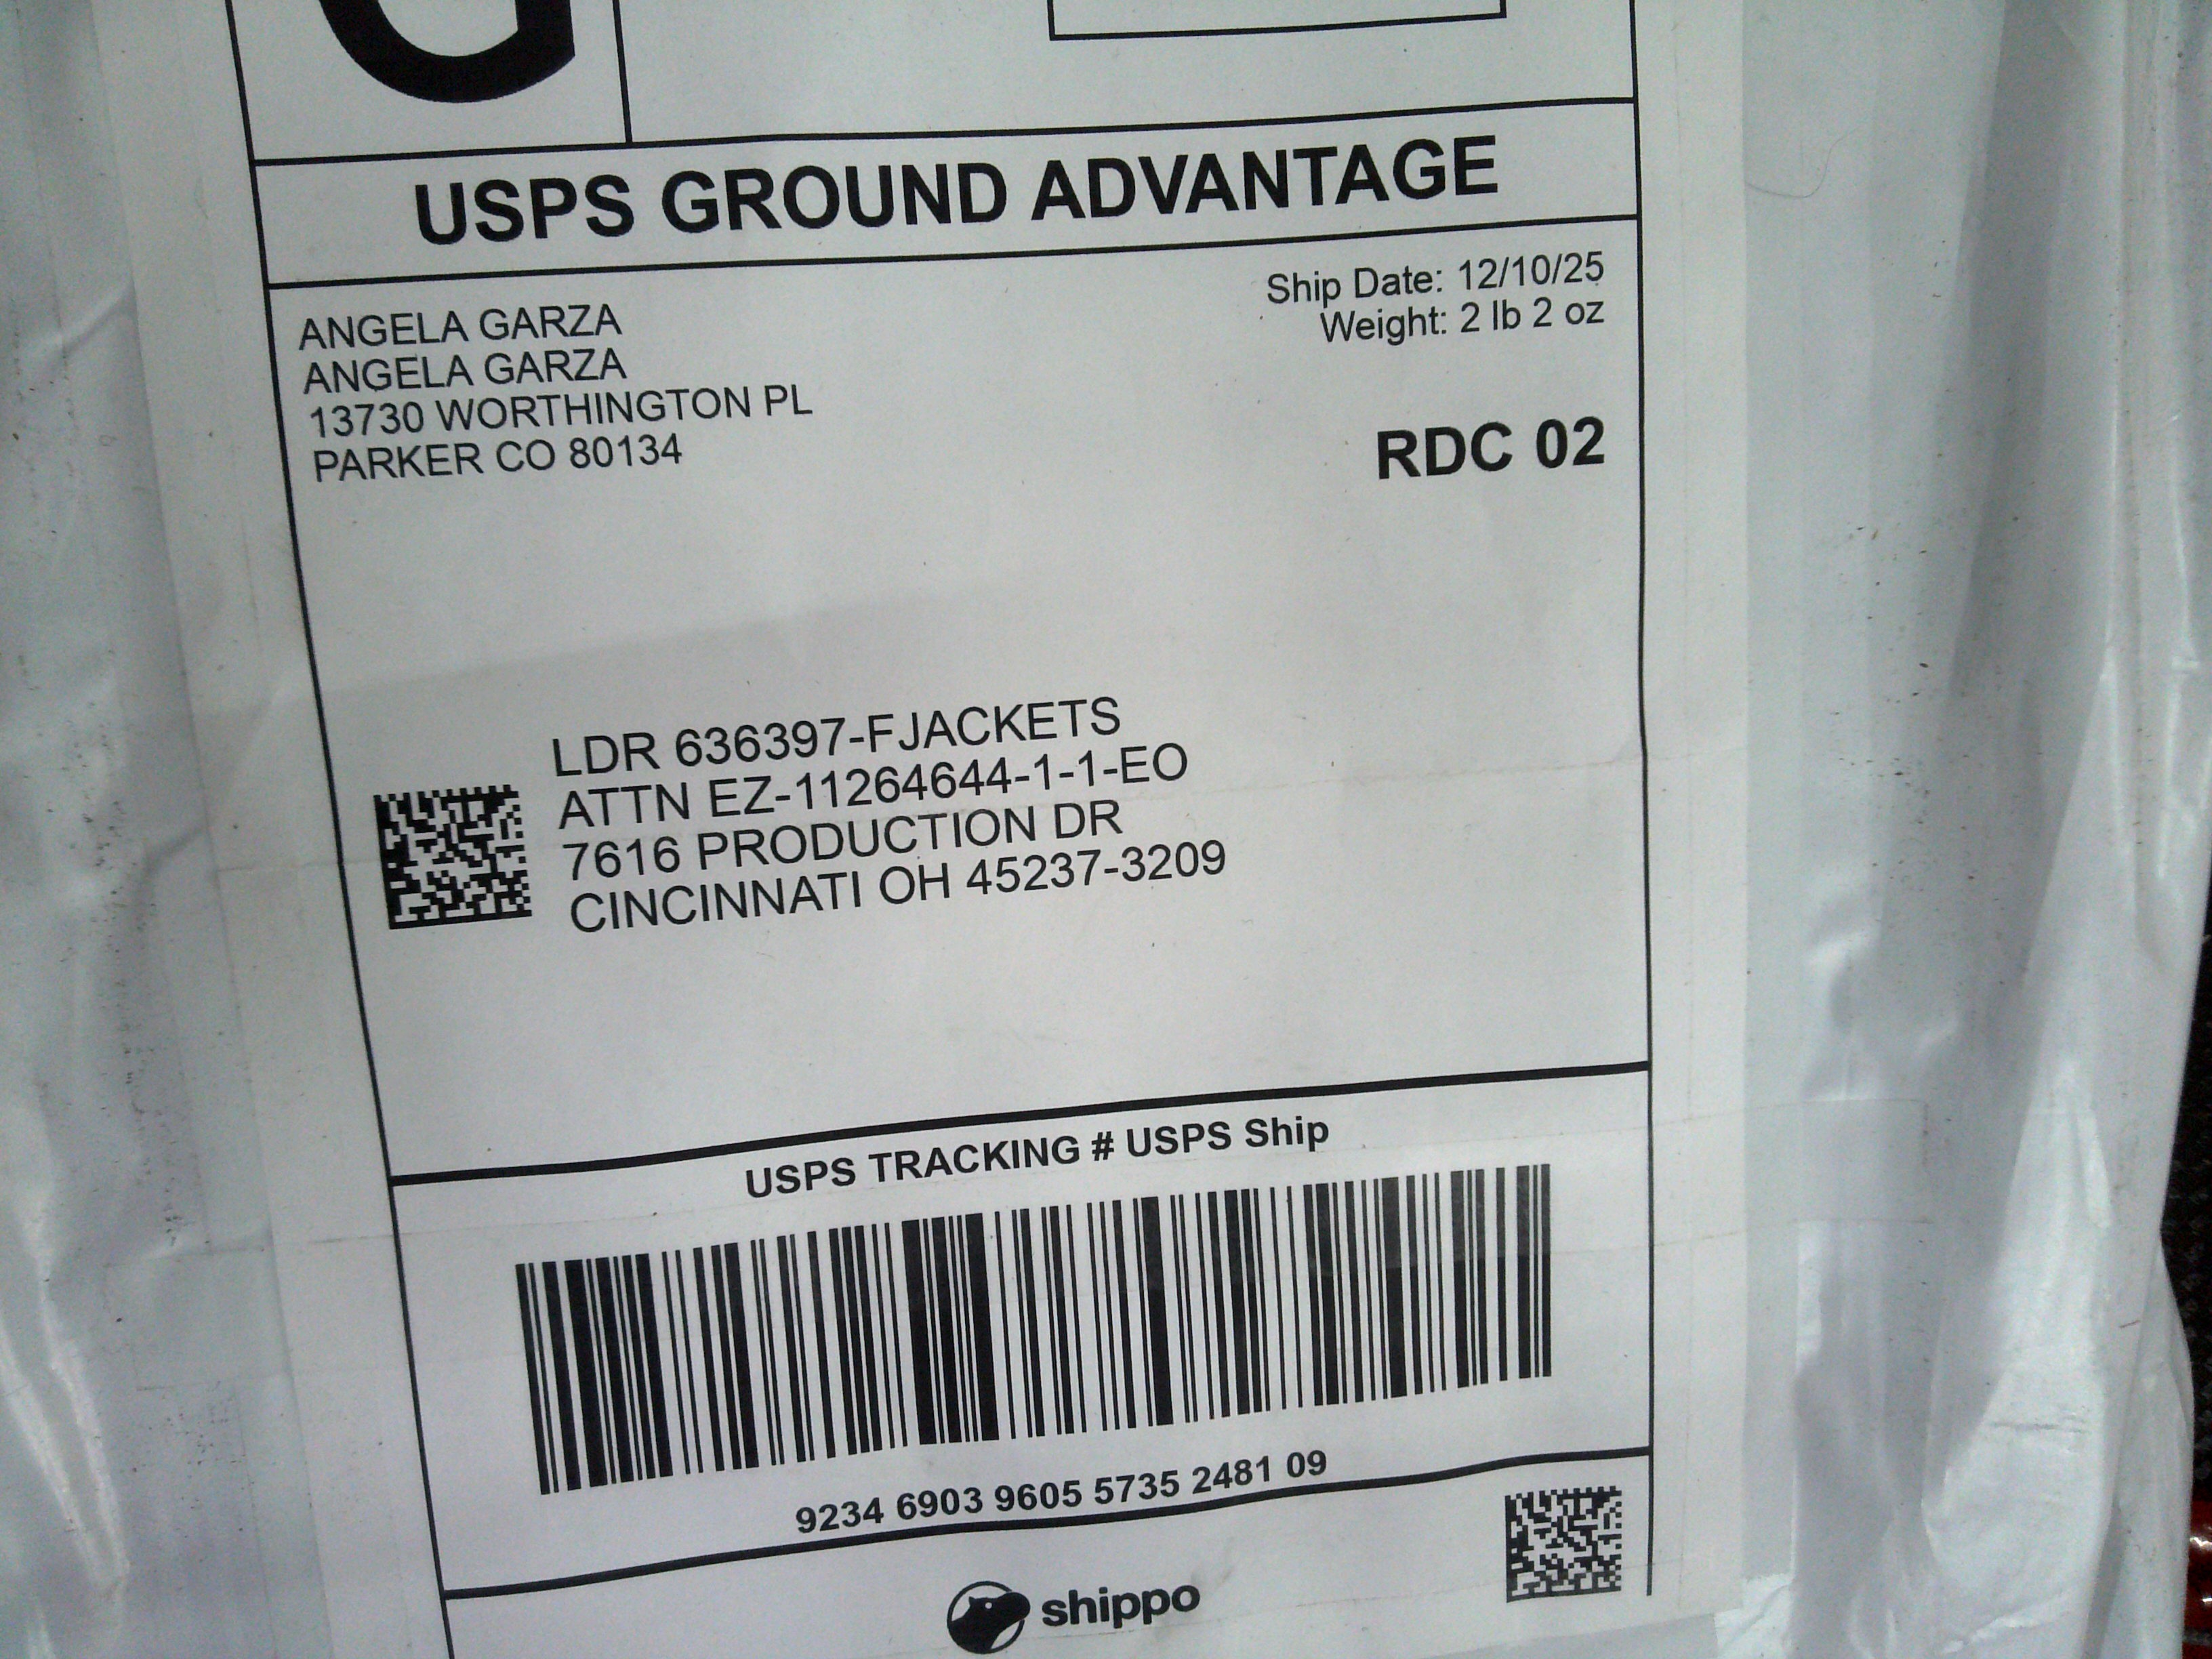 G
USPS GROUND ADVANTAGE
Ship Date: 12/10/25
Weight: 2 lb 2 oz
ANGELA GARZA
ANGELA GARZA
13730 WORTHINGTON PL
PARKER CO 80134
RDC 02
LDR 636397-FJACKETS
ATTN EZ-11264644-1-1-EO
7616 PRODUCTION DR
CINCINNATI OH 45237-3209
USPS TRACKING # USPS Ship
9234 6903 9605 5735 2481 09
shippo